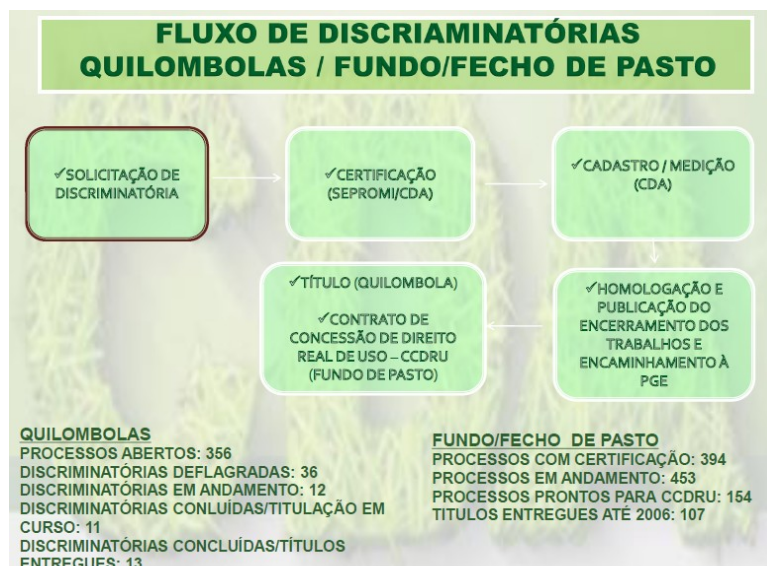 FLUXO DE DISCRIAMINATÓRIAS
QUILOMBOLAS / FUNDO/FECHO DE PASTO
✓SOLICITAÇÃO DE
DISCRIMINATÓRIA
✓CERTIFICAÇÃO
(SEPROMI/CDA)
✓CADASTRO / MEDIÇÃO
(CDA)
✓HOMOLOGAÇÃO E
PUBLICAÇÃO DO
ENCERRAMENTO DOS
TRABALHOS E
ENCAMINHAMENTO À
PGE
✓TÍTULO (QUILOMBOLA)
✓CONTRATO DE
CONCESSÃO DE DIREITO
REAL DE USO – CCDRU
(FUNDO DE PASTO)
QUILOMBOLAS
PROCESSOS ABERTOS: 356
DISCRIMINATÓRIAS DEFLAGRADAS: 36
DISCRIMINATÓRIAS EM ANDAMENTO: 12
DISCRIMINATÓRIAS CONLUÍDAS/TITULAÇÃO EM
CURSO: 11
DISCRIMINATÓRIAS CONCLUÍDAS/TÍTULOS
ENTREGUES: 13
FUNDO/FECHO DE PASTO
PROCESSOS COM CERTIFICAÇÃO: 394
PROCESSOS EM ANDAMENTO: 453
PROCESSOS PRONTOS PARA CCDRU: 154
TITULOS ENTREGUES ATÉ 2006: 107